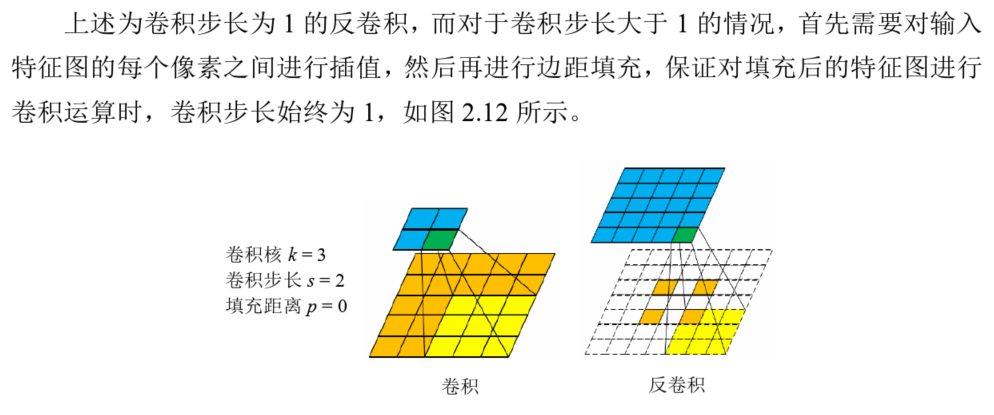 上述为卷积步长为 1 的反卷积，而对于卷积步长大于 1 的情况，首先需要对输入
特征图的每个像素之间进行插值，然后再进行边距填充，保证对填充后的特征图进行
卷积运算时，卷积步长始终为 1，如图 2.12 所示。
卷积核 k = 3
卷积步长 s = 2
填充距离 p = 0
卷积
反卷积